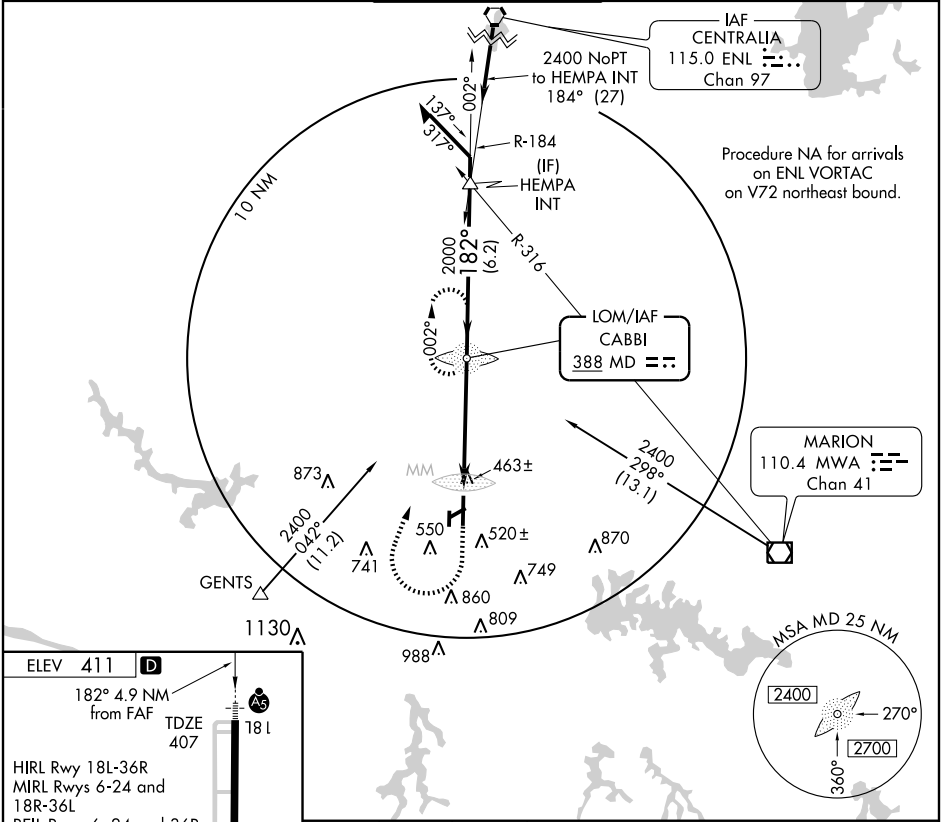 IAF
CENTRALIA
115.0 ENL
Chan 97
2400 NoPT
to HEMPA INT
184° (27)
002°
137°
317°
R-184
(IF)
HEMPA
INT
Procedure NA for arrivals
on ENL VORTAC
on V72 northeast bound.
10 NM
2000
182°
(6.2)
R-316
LOM/IAF
CABBI
388 MD
002°
MARION
110.4 MWA
Chan 41
2400
298°
(13.1)
873
MM
463±
2400
042°
(11.2)
550
520±
870
741
749
GENTS
860
809
1130
988
MSA MD 25 NM
2400
270°
2700
360°
ELEV 411 D
182° 4.9 NM
from FAF
A5
TDZE
407
18 L
HIRL Rwy 18L-36R
MIRL Rwys 6-24 and
18R-36L